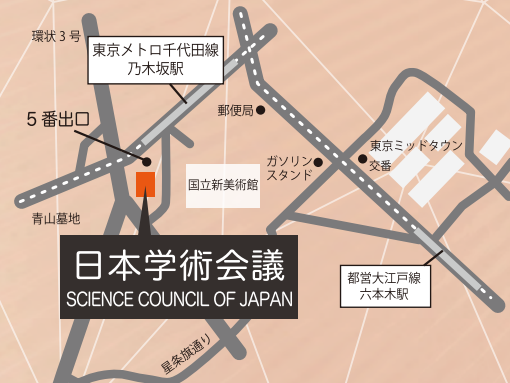 環状3号
東京メトロ千代田線
乃木坂駅
5番出口
郵便局
ガソリン
スタンド
東京ミッドタウン
交番
国立新美術館
青山墓地
日本学術会議
SCIENCE COUNCIL OF JAPAN
都営大江戸線
六本木駅
星条旗通り